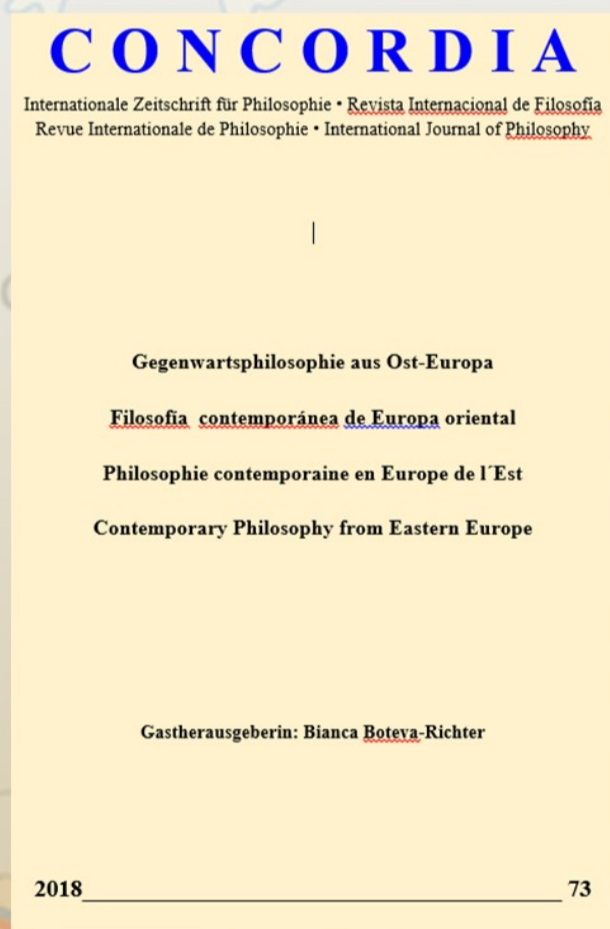 CONCORDIA
Internationale Zeitschrift für Philosophie • Revista Internacional de Filosofía
Revue Internationale de Philosophie • International Journal of Philosophy
Gegenwartsphilosophie aus Ost-Europa
Filosofía contemporánea de Europa oriental
Philosophie contemporaine en Europe de l´Est
Contemporary Philosophy from Eastern Europe
Gastherausgeberin: Bianca Boteva-Richter
2018 73